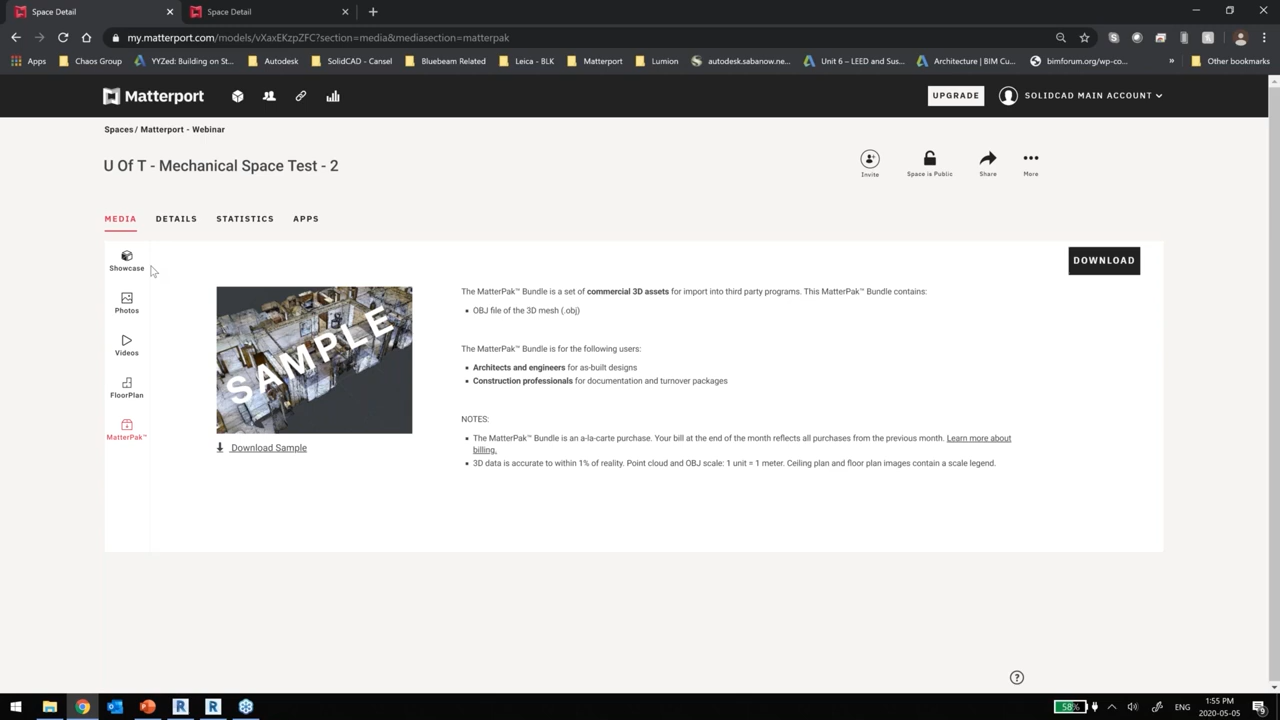 Space Detail
Space Detail
my.matterport.com/models/vXaxEKzpZFC?section=media&mediasection=matterpak
Apps
Chaos Group
YYZed: Building on St...
Autodesk
SolidCAD - Cansel
Bluebeam Related
Leica - BLK
Matterport
Lumion
autodesk.sabanow.ne...
Unit 6 – LEED and Sus...
Architecture | BIM Cu...
bimforum.org/wp-co...
»
Other bookmarks
Matterport
UPGRADE
SOLIDCAD MAIN ACCOUNT
Spaces / Matterport - Webinar
U Of T - Mechanical Space Test - 2
Invite
Space is Public
Share
More
MEDIA
DETAILS
STATISTICS
APPS
Showcase
Photos
Videos
FloorPlan
MatterPak™
DOWNLOAD
SAMPLE
Download Sample
The MatterPak™ Bundle is a set of commercial 3D assets for import into third party programs. This MatterPak™ Bundle contains:
OBJ file of the 3D mesh (.obj)
The MatterPak™ Bundle is for the following users:
Architects and engineers for as-built designs
Construction professionals for documentation and turnover packages
NOTES:
The MatterPak™ Bundle is an a-la-carte purchase. Your bill at the end of the month reflects all purchases from the previous month. Learn more about
billing.
3D data is accurate to within 1% of reality. Point cloud and OBJ scale: 1 unit = 1 meter. Ceiling plan and floor plan images contain a scale legend.
?
58%
ENG
1:55 PM
2020-05-05